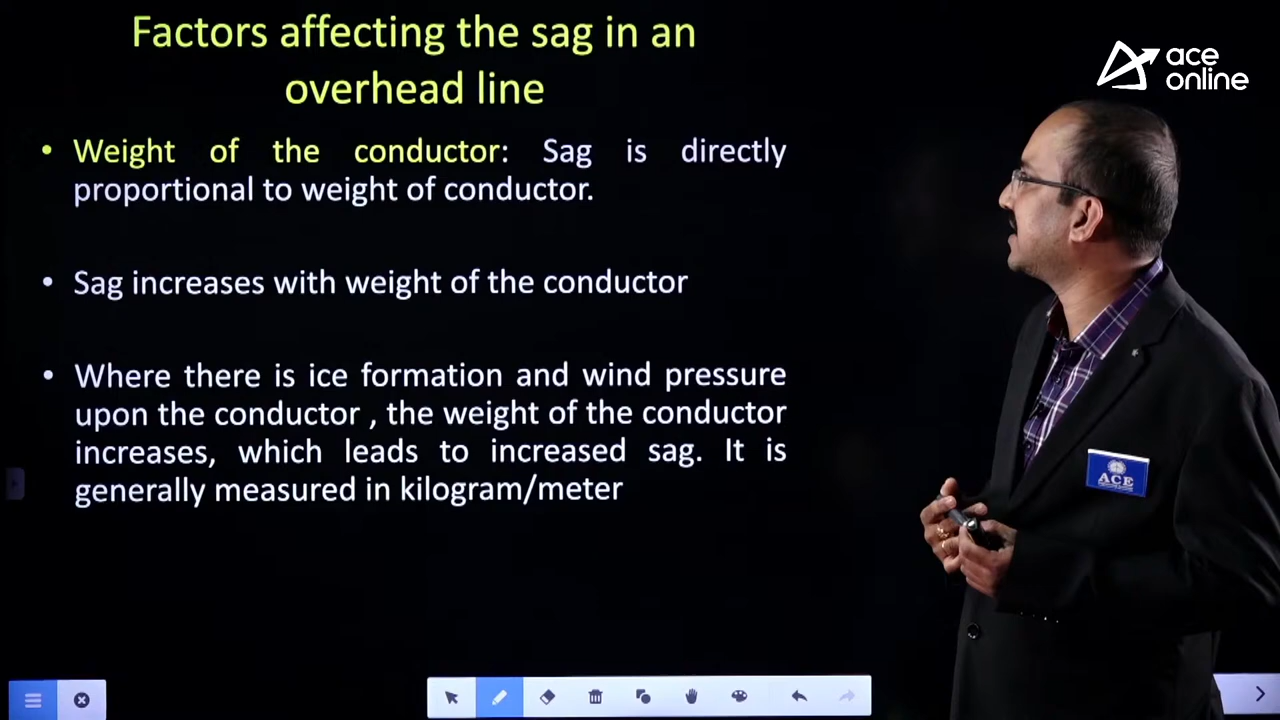 Factors affecting the sag in an
overhead line
• Weight of the conductor: Sag is directly
proportional to weight of conductor.
• Sag increases with weight of the conductor
• Where there is ice formation and wind pressure
upon the conductor , the weight of the conductor
increases, which leads to increased sag. It is
generally measured in kilogram/meter
ace
online
ACE